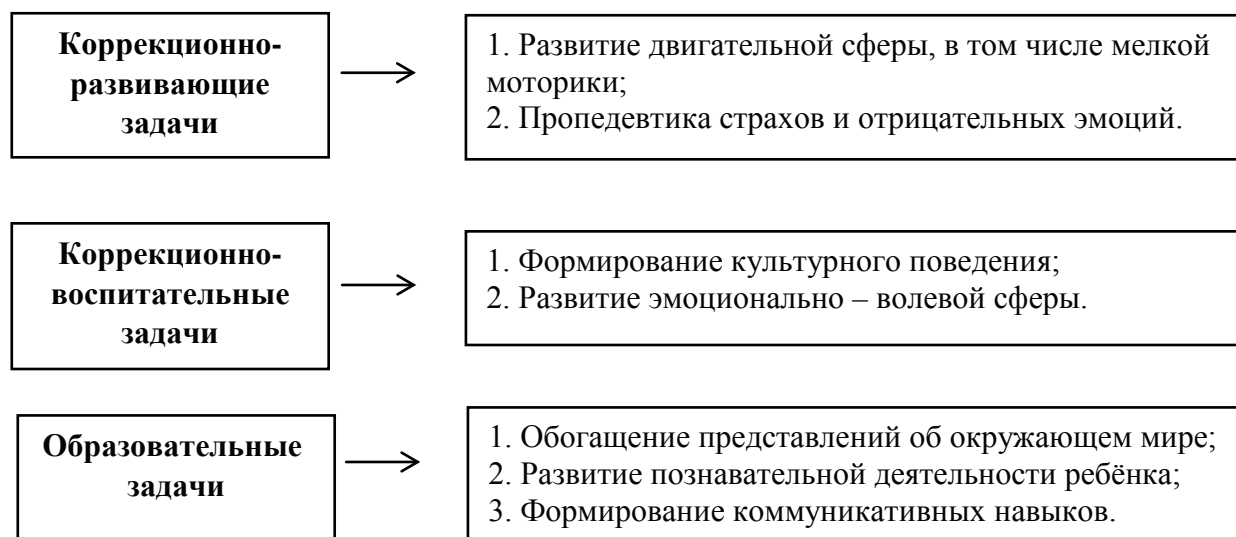 Коррекционно-
развивающие
задачи
1. Развитие двигательной сферы, в том числе мелкой
моторики;
2. Пропедевтика страхов и отрицательных эмоций.
Коррекционно-
воспитательные
задачи
1. Формирование культурного поведения;
2. Развитие эмоционально – волевой сферы.
Образовательные
задачи
1. Обогащение представлений об окружающем мире;
2. Развитие познавательной деятельности ребёнка;
3. Формирование коммуникативных навыков.